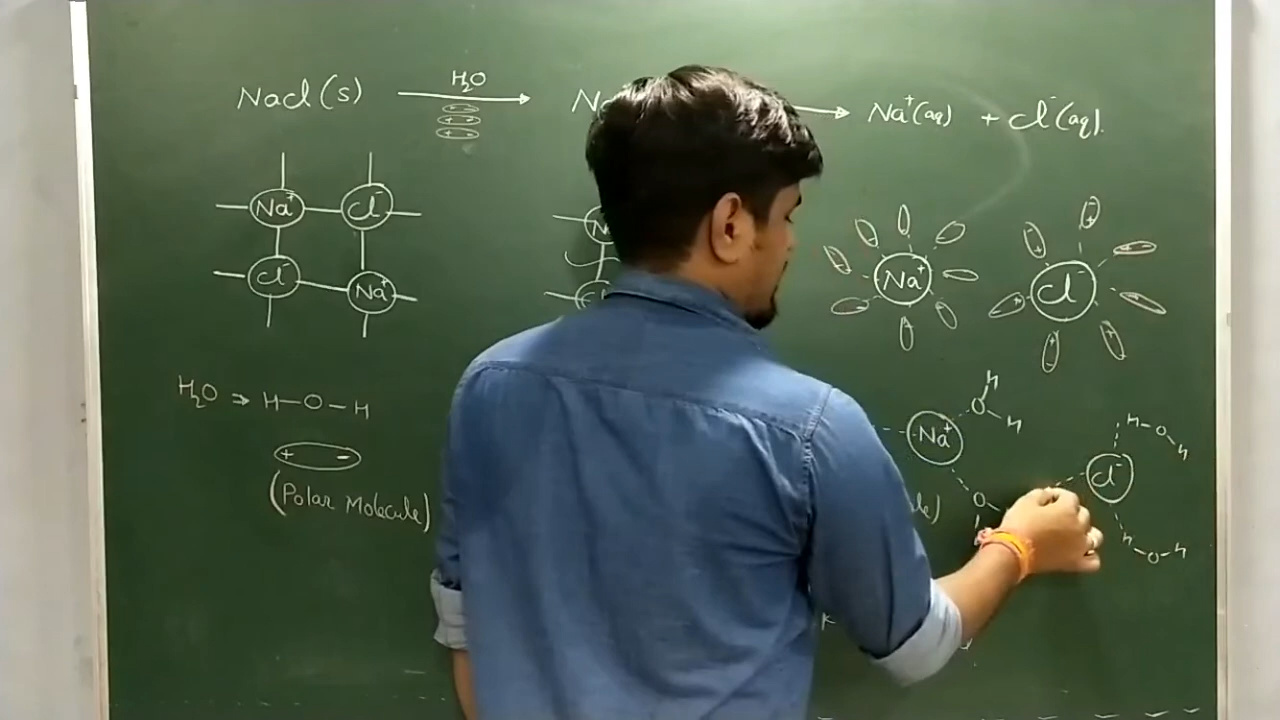 NaCl (s) H₂O Na⁺(aq) + Cl⁻(aq).
+ -
+ -
+ -
Na⁺ Cl⁻
Cl⁻ Na⁺
Na⁺ Cl⁻
H₂O ⇒ H—O—H
+ -
(Polar Molecule)
Na⁺ O H H
O
Cl⁻ H-O-H
H-O-H